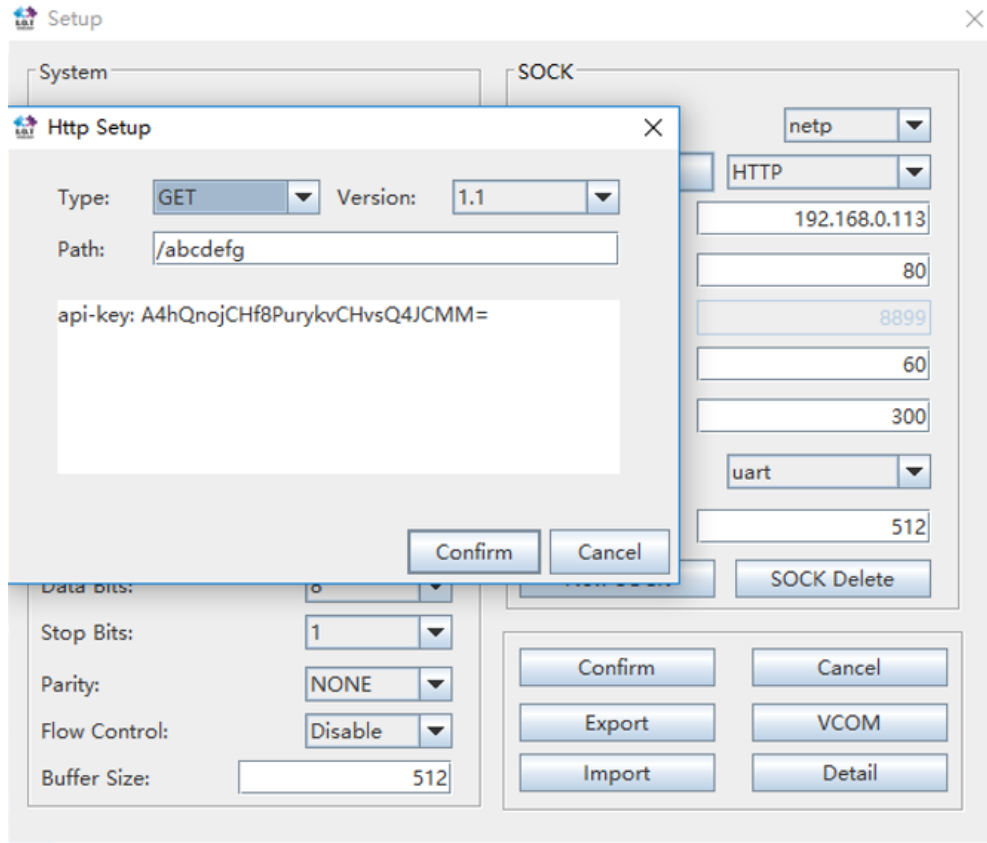 Setup
System
SOCK
Http Setup
netp
HTTP
Type: GET Version: 1.1
192.168.0.113
Path: /abcdefg
80
api-key: A4hQnojCHf8PurykvCHvsQ4JCMM=
8899
60
300
uart
512
Confirm Cancel
SOCK Delete
Data Bits: 8
Stop Bits: 1
Parity: NONE
Flow Control: Disable
Buffer Size: 512
Confirm Cancel
Export VCOM
Import Detail